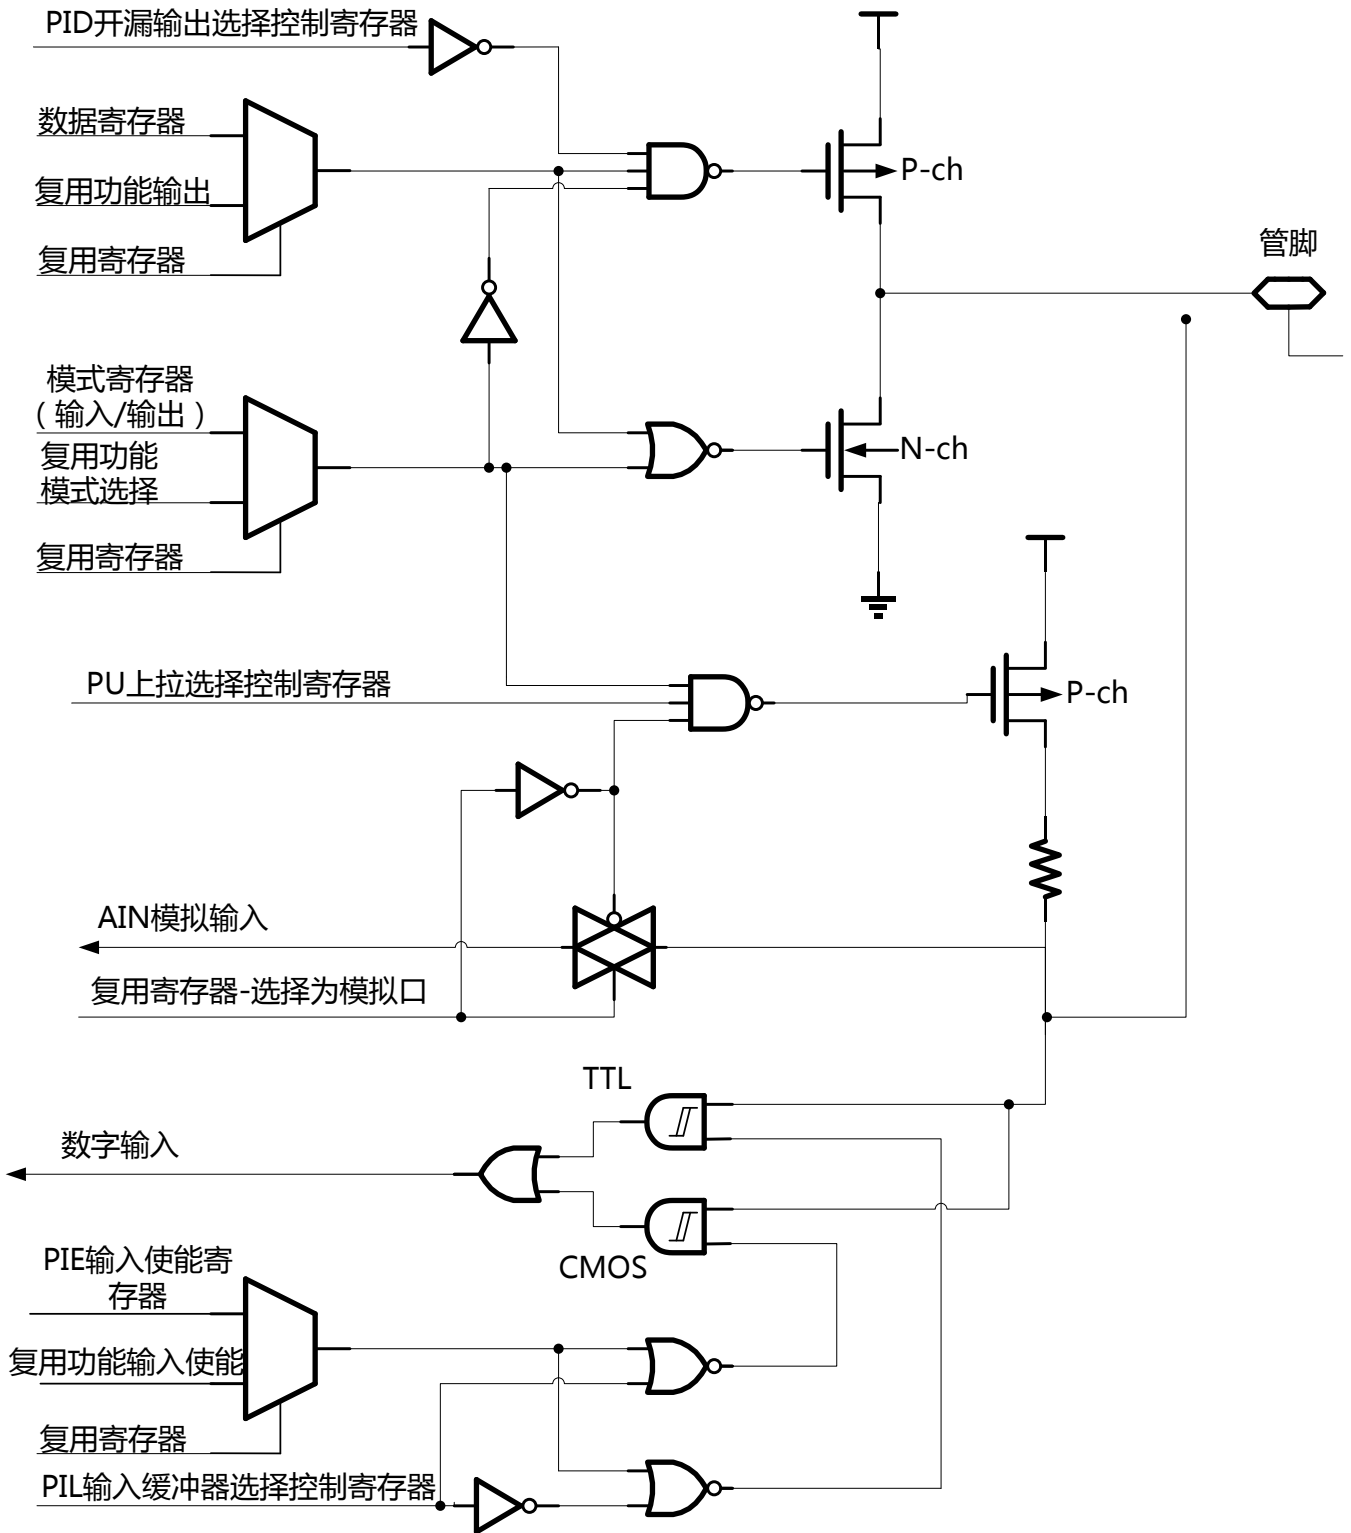 PID开漏输出选择控制寄存器
数据寄存器
复用功能输出
复用寄存器
P-ch
管脚
模式寄存器
（输入/输出）
复用功能
模式选择
复用寄存器
N-ch
PU上拉选择控制寄存器
P-ch
AIN模拟输入
复用寄存器-选择为模拟口
TTL
数字输入
CMOS
PIE输入使能寄
存器
复用功能输入使能
复用寄存器
PIL输入缓冲器选择控制寄存器